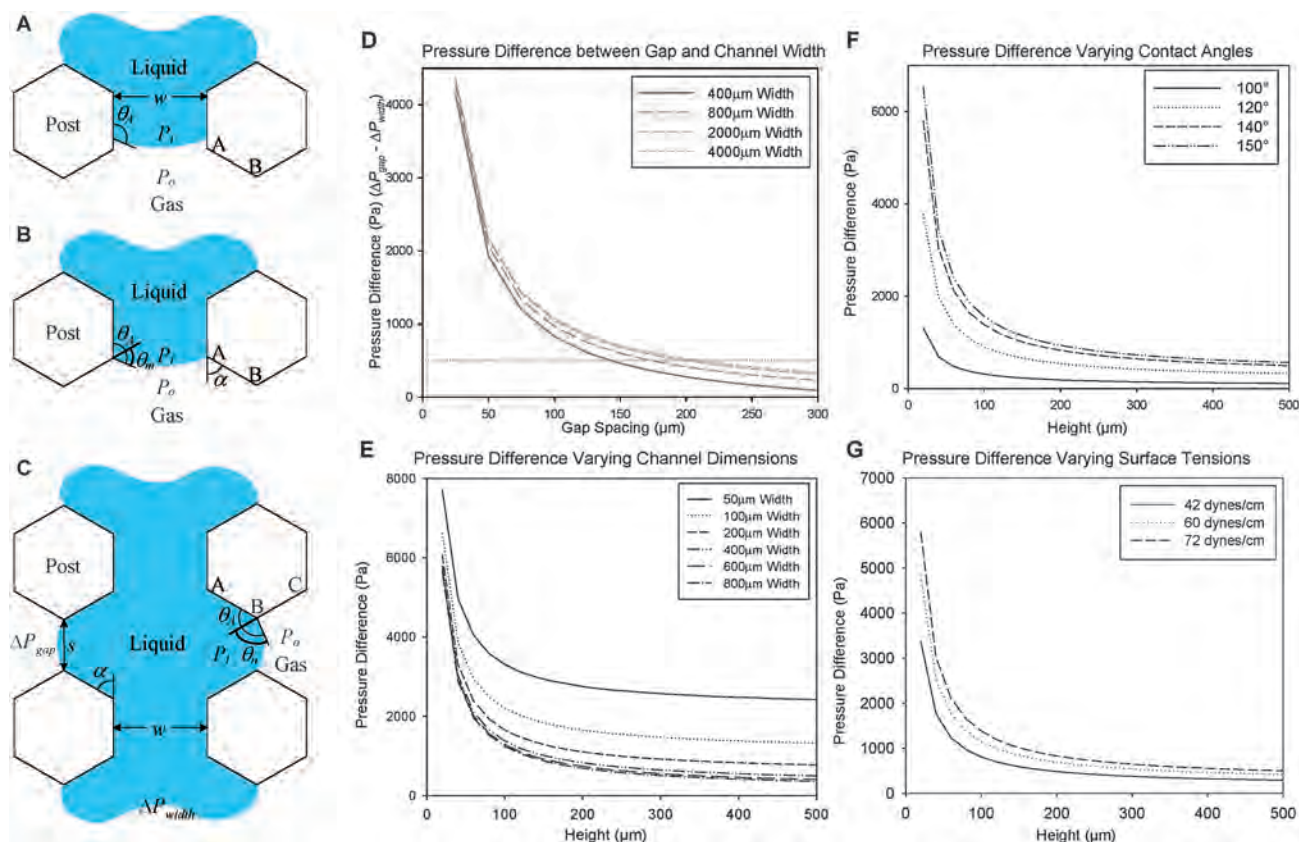 A
Liquid
w
Post
θA
Pi
A
B
Po
Gas
B
Liquid
Post
θA
θm
Pi
A
Po
α
B
Gas
C
Post
A
C
B
θA
ΔPgap
s
Liquid
Po
Pi
θn
Gas
α
w
ΔPwidth
D
Pressure Difference between Gap and Channel Width
Pressure Difference (Pa) (ΔPgap - ΔPwidth)
400µm Width
800µm Width
2000µm Width
4000µm Width
4000
3000
2000
1000
0
0 50 100 150 200 250 300
Gap Spacing (µm)
E
Pressure Difference Varying Channel Dimensions
Pressure Difference (Pa)
50µm Width
100µm Width
200µm Width
400µm Width
600µm Width
800µm Width
8000
6000
4000
2000
0
0 100 200 300 400 500
Height (µm)
F
Pressure Difference Varying Contact Angles
Pressure Difference (Pa)
100°
120°
140°
150°
6000
4000
2000
0
0 100 200 300 400 500
Height (µm)
G
Pressure Difference Varying Surface Tensions
Pressure Difference (Pa)
42 dynes/cm
60 dynes/cm
72 dynes/cm
7000
6000
5000
4000
3000
2000
1000
0
0 100 200 300 400 500
Height (µm)